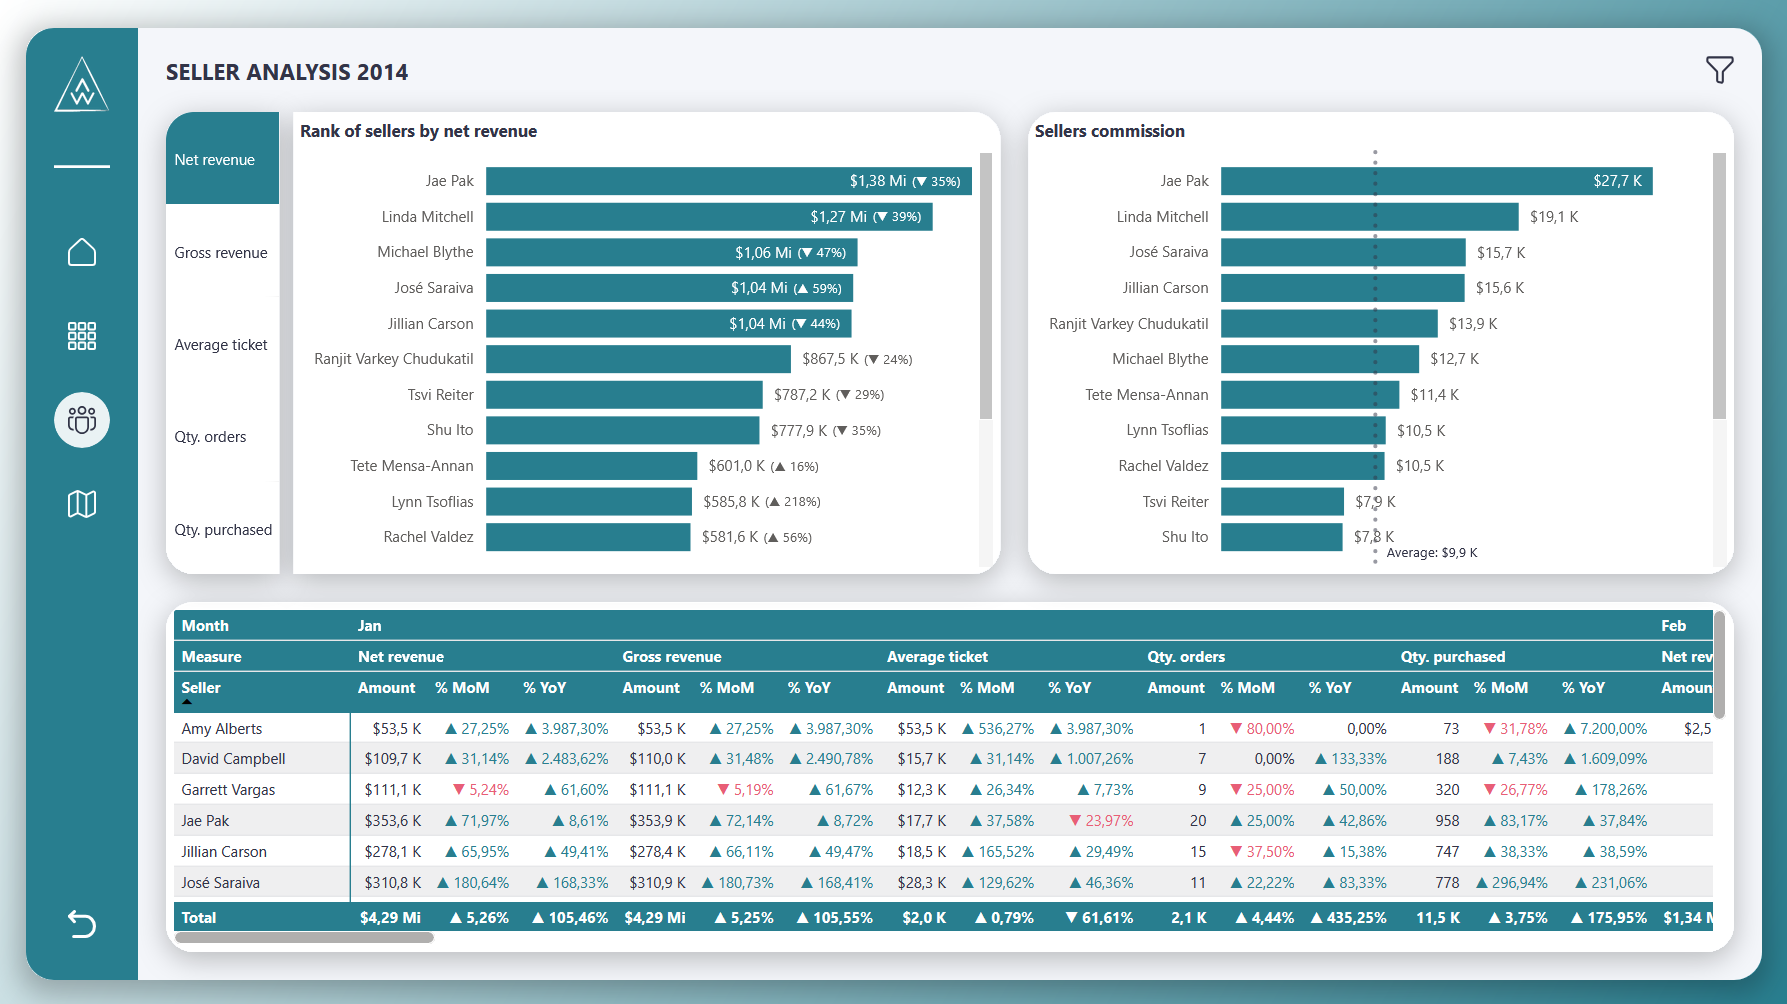 SELLER ANALYSIS 2014
Net revenue
Gross revenue
Average ticket
Qty. orders
Qty. purchased
Rank of sellers by net revenue
Jae Pak $1,38 Mi (▼ 35%)
Linda Mitchell $1,27 Mi (▼ 39%)
Michael Blythe $1,06 Mi (▼ 47%)
José Saraiva $1,04 Mi (▲ 59%)
Jillian Carson $1,04 Mi (▼ 44%)
Ranjit Varkey Chudukatil $867,5 K (▼ 24%)
Tsvi Reiter $787,2 K (▼ 29%)
Shu Ito $777,9 K (▼ 35%)
Tete Mensa-Annan $601,0 K (▲ 16%)
Lynn Tsoflias $585,8 K (▲ 218%)
Rachel Valdez $581,6 K (▲ 56%)
Sellers commission
Jae Pak $27,7 K
Linda Mitchell $19,1 K
José Saraiva $15,7 K
Jillian Carson $15,6 K
Ranjit Varkey Chudukatil $13,9 K
Michael Blythe $12,7 K
Tete Mensa-Annan $11,4 K
Lynn Tsoflias $10,5 K
Rachel Valdez $10,5 K
Tsvi Reiter $7,9 K
Shu Ito $7,8 K
Average: $9,9 K
Month Jan Feb
Measure Net revenue Gross revenue Average ticket Qty. orders Qty. purchased Net rev
Seller Amount % MoM % YoY Amount % MoM % YoY Amount % MoM % YoY Amount % MoM % YoY Amount % MoM % YoY Amoun
Amy Alberts $53,5 K ▲ 27,25% ▲ 3.987,30% $53,5 K ▲ 27,25% ▲ 3.987,30% $53,5 K ▲ 536,27% ▲ 3.987,30% 1 ▼ 80,00% 0,00% 73 ▼ 31,78% ▲ 7.200,00% $2,5
David Campbell $109,7 K ▲ 31,14% ▲ 2.483,62% $110,0 K ▲ 31,48% ▲ 2.490,78% $15,7 K ▲ 31,14% ▲ 1.007,26% 7 0,00% ▲ 133,33% 188 ▲ 7,43% ▲ 1.609,09%
Garrett Vargas $111,1 K ▼ 5,24% ▲ 61,60% $111,1 K ▼ 5,19% ▲ 61,67% $12,3 K ▲ 26,34% ▲ 7,73% 9 ▼ 25,00% ▲ 50,00% 320 ▼ 26,77% ▲ 178,26%
Jae Pak $353,6 K ▲ 71,97% ▲ 8,61% $353,9 K ▲ 72,14% ▲ 8,72% $17,7 K ▲ 37,58% ▼ 23,97% 20 ▲ 25,00% ▲ 42,86% 958 ▲ 83,17% ▲ 37,84%
Jillian Carson $278,1 K ▲ 65,95% ▲ 49,41% $278,4 K ▲ 66,11% ▲ 49,47% $18,5 K ▲ 165,52% ▲ 29,49% 15 ▼ 37,50% ▲ 15,38% 747 ▲ 38,33% ▲ 38,59%
José Saraiva $310,8 K ▲ 180,64% ▲ 168,33% $310,9 K ▲ 180,73% ▲ 168,41% $28,3 K ▲ 129,62% ▲ 46,36% 11 ▲ 22,22% ▲ 83,33% 778 ▲ 296,94% ▲ 231,06%
Total $4,29 Mi ▲ 5,26% ▲ 105,46% $4,29 Mi ▲ 5,25% ▲ 105,55% $2,0 K ▲ 0,79% ▼ 61,61% 2,1 K ▲ 4,44% ▲ 435,25% 11,5 K ▲ 3,75% ▲ 175,95% $1,34 M